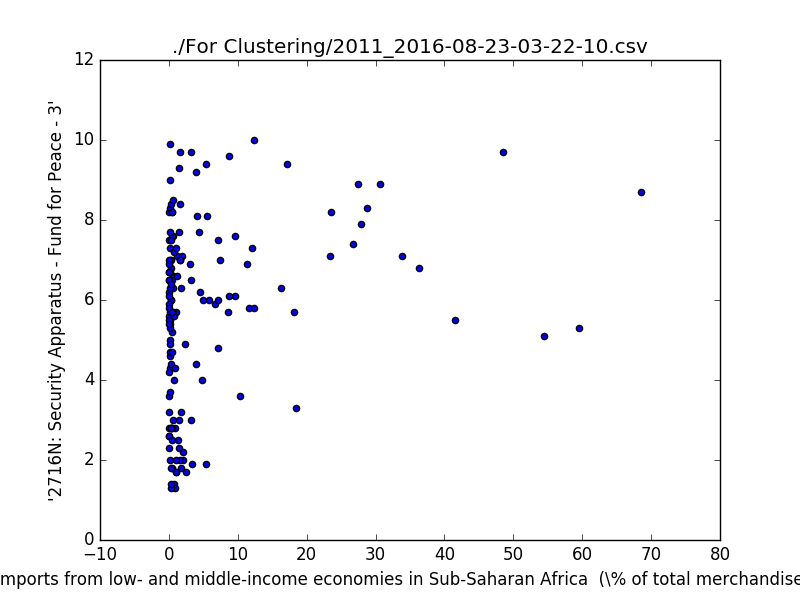 ./For Clustering/2011_2016-08-23-03-22-10.csv
'2716N: Security Apparatus - Fund for Peace - 3'
12
10
8
6
4
2
0
−10 0 10 20 30 40 50 60 70 80
mports from low- and middle-income economies in Sub-Saharan Africa (\% of total merchandise